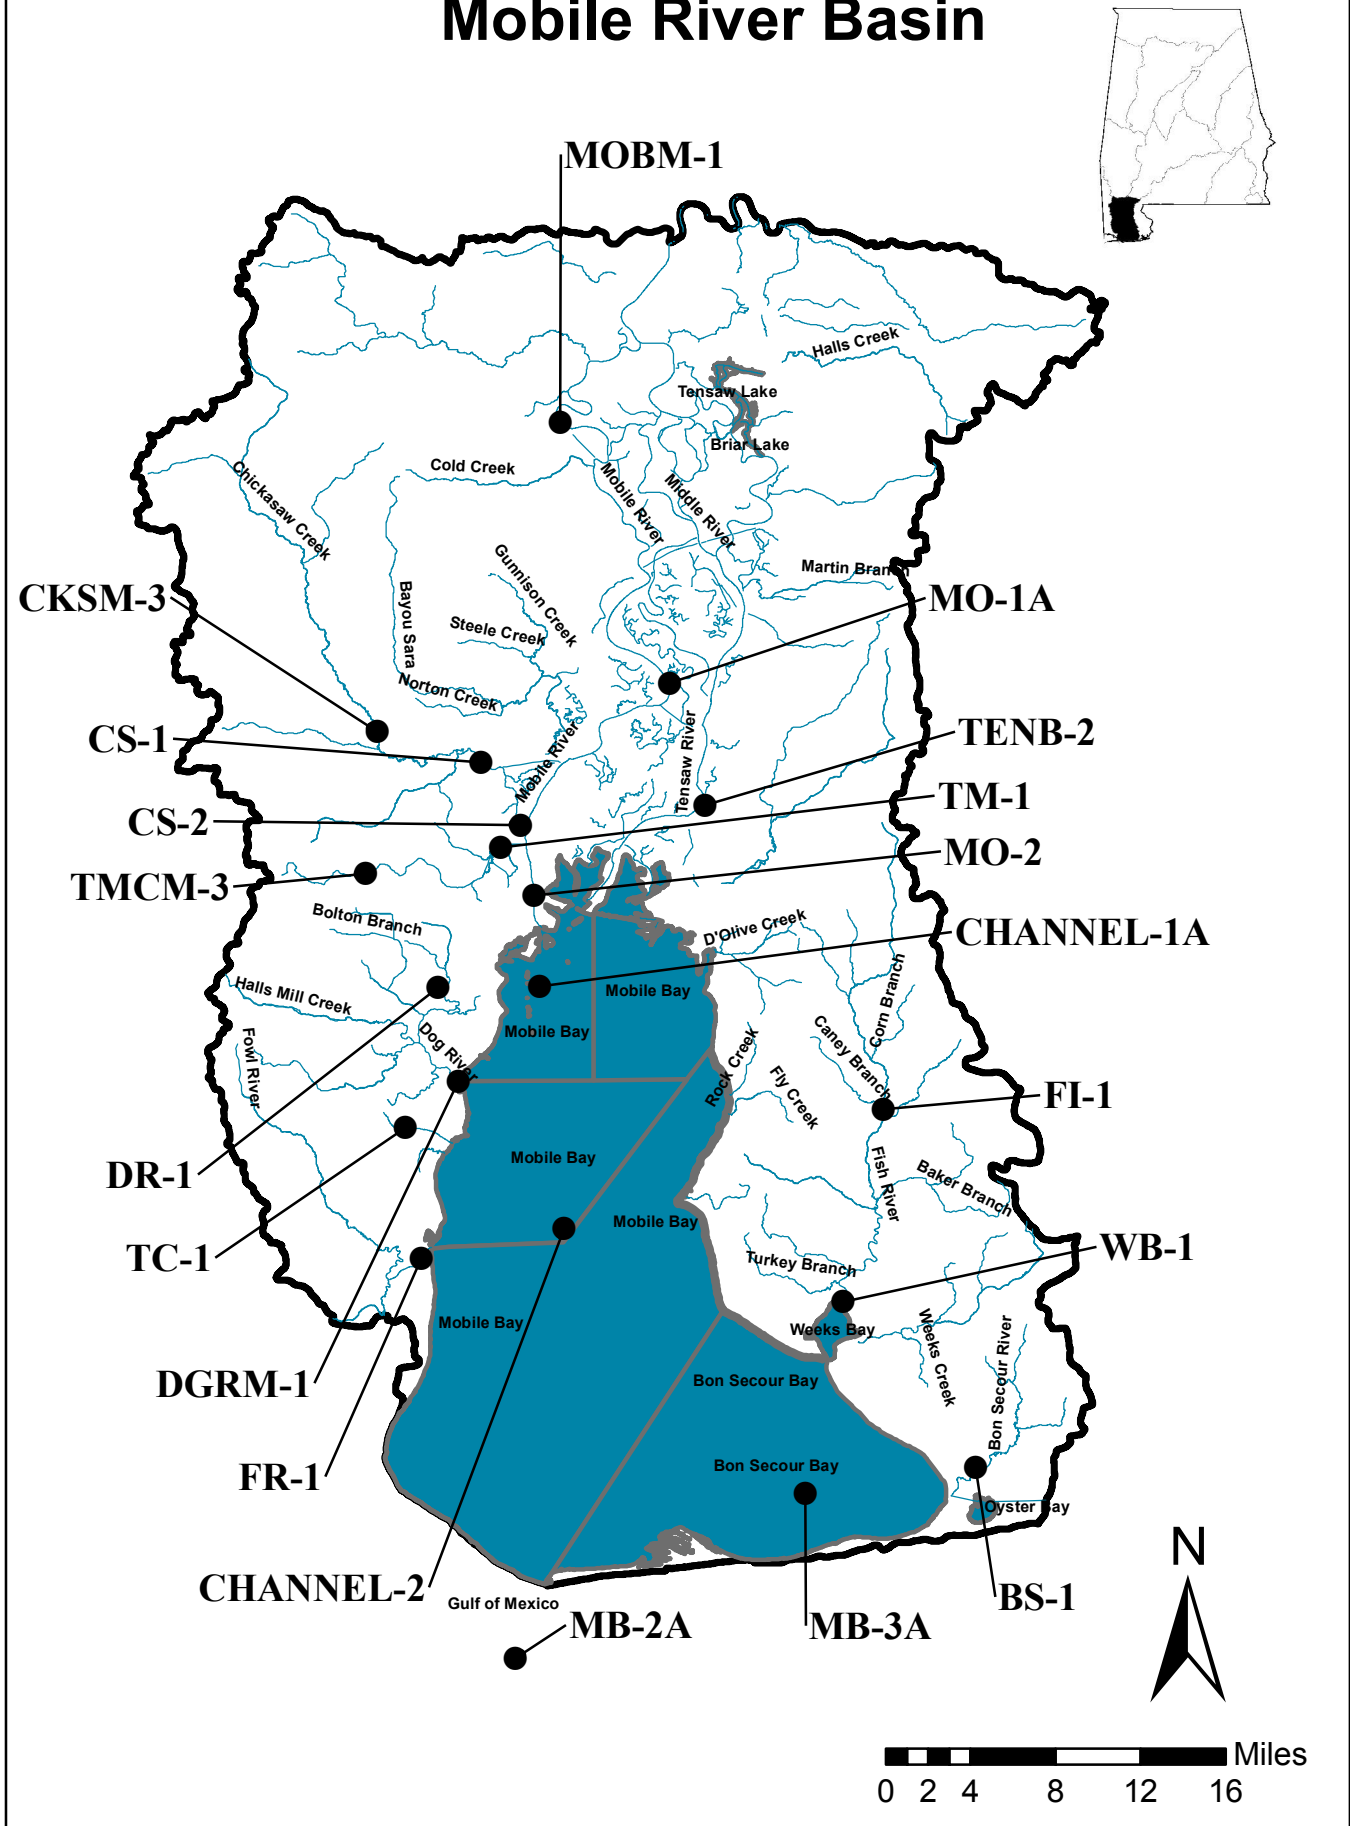 Mobile River Basin
MOBM-1
Halls Creek
Tensaw Lake
Briar Lake
Cold Creek
Chickasaw Creek
Mobile River
Middle River
Gunnison Creek
Martin Branch
CKSM-3
Bayou Sara
Steele Creek
MO-1A
Norton Creek
CS-1
Mobile River
Tensaw River
TENB-2
TM-1
CS-2
MO-2
TMCM-3
Bolton Branch
D'Olive Creek
CHANNEL-1A
Halls Mill Creek
Mobile Bay
Corn Branch
Mobile Bay
Dog River
Fowl River
Rock Creek
Fly Creek
Caney Branch
FI-1
DR-1
Mobile Bay
Fish River
Baker Branch
Mobile Bay
TC-1
Turkey Branch
WB-1
Mobile Bay
Weeks Bay
Weeks Creek
Bon Secour River
DGRM-1
Bon Secour Bay
FR-1
Bon Secour Bay
Oyster Bay
CHANNEL-2
Gulf of Mexico
MB-2A
MB-3A
BS-1
N
Miles
0 2 4 8 12 16